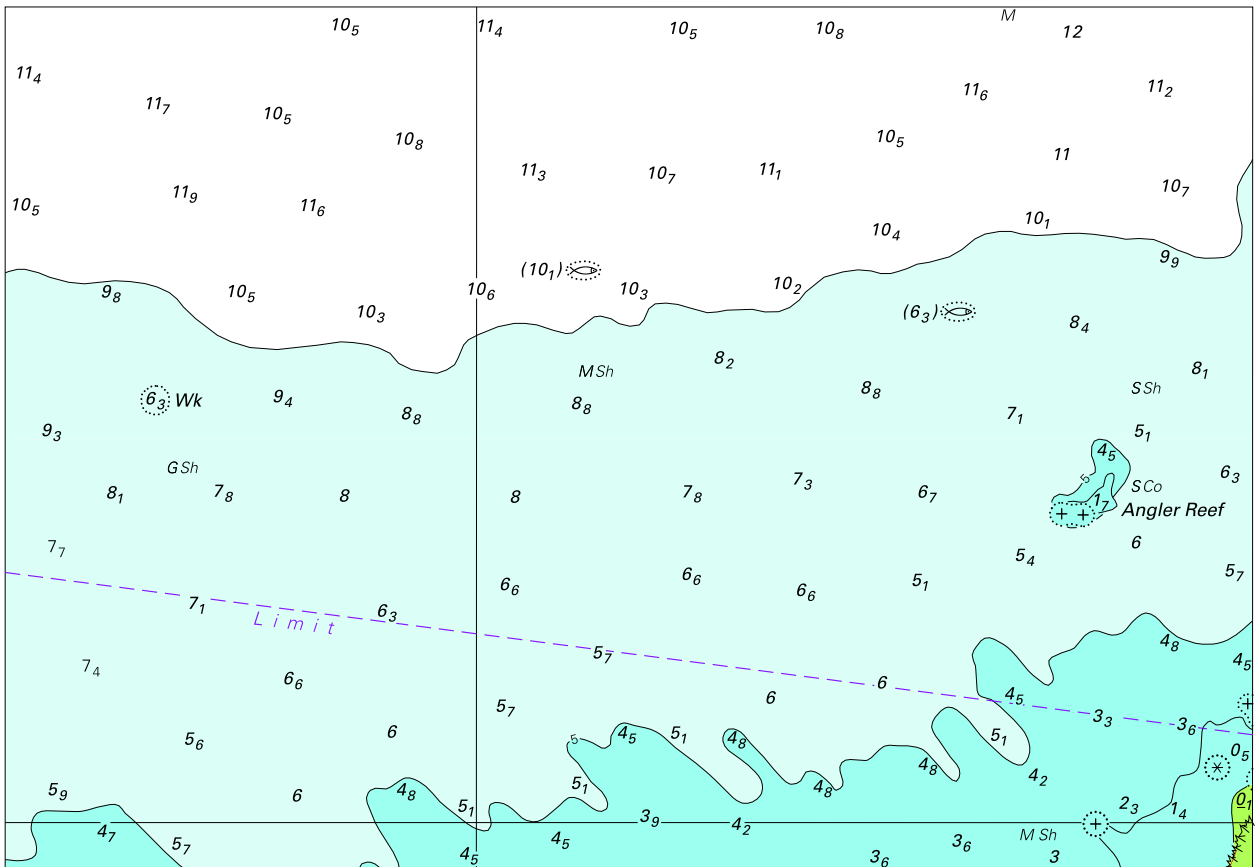 10₅ 11₄ 10₅ 10₈ M 12
11₄ 11₇ 10₅ 10₈ 11₆ 11₂
10₅ 11
11₃ 10₇ 11₁ 10₇
11₉ 11₆ 10₅ 10₄ 10₁
(10₁) 9₉
9₈ 10₅ 10₃ 10₆ 10₃ 10₂
(6₃) 8₄
8₂ 8₁
M Sh 8₈ S Sh
6₃ Wk 9₄ 8₈ 8₈ 7₁
9₃ 5₁
G Sh 4₅ 6₃
8₁ 7₈ 8 8 7₈ 7₃ 6₇ 5 S Co
1₇ Angler Reef
7₇ 5₄ 6 5₇
6₆ 6₆ 6₆ 5₁
7₁ 6₃
Limit
5₇ 4₈ 4₅
7₄ 6₆ 6 6 4₅
5₇ 3₃ 3₆
5₆ 6 5 4₅ 5₁ 4₈ 5₁ 0₅
4₈ 4₂
5₉ 6 4₈ 5₁ 5₁ 4₈ 2₃ 1₄ 0₁
4₇ 3₉ 4₂
5₇ 4₅ 4₅ 3₆ 3₆ M Sh 3